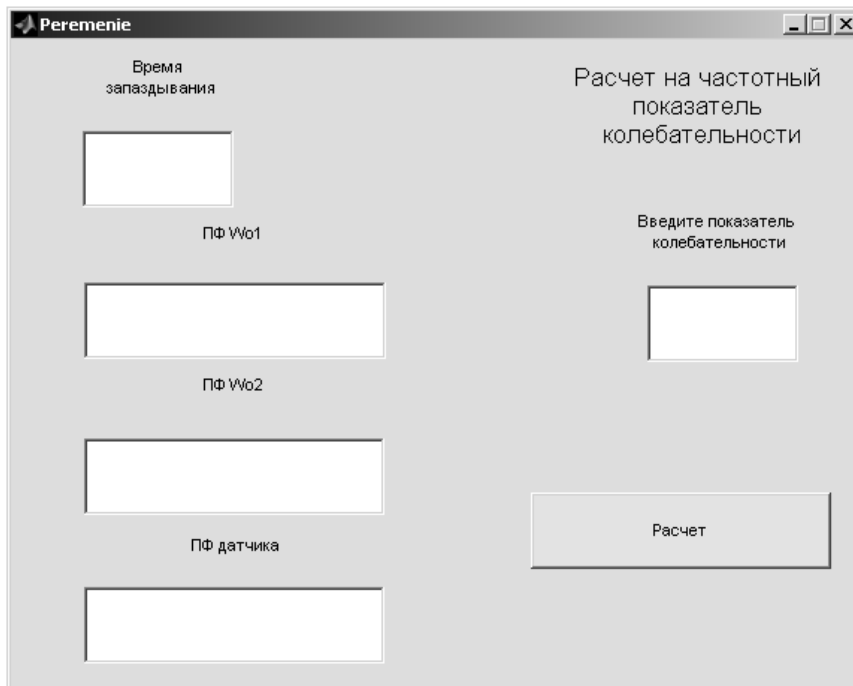 Peremenie
Время
запаздывания
ПФ Wo1
ПФ Wo2
ПФ датчика
Расчет на частотный
показатель
колебательности
Введите показатель
колебательности
Расчет